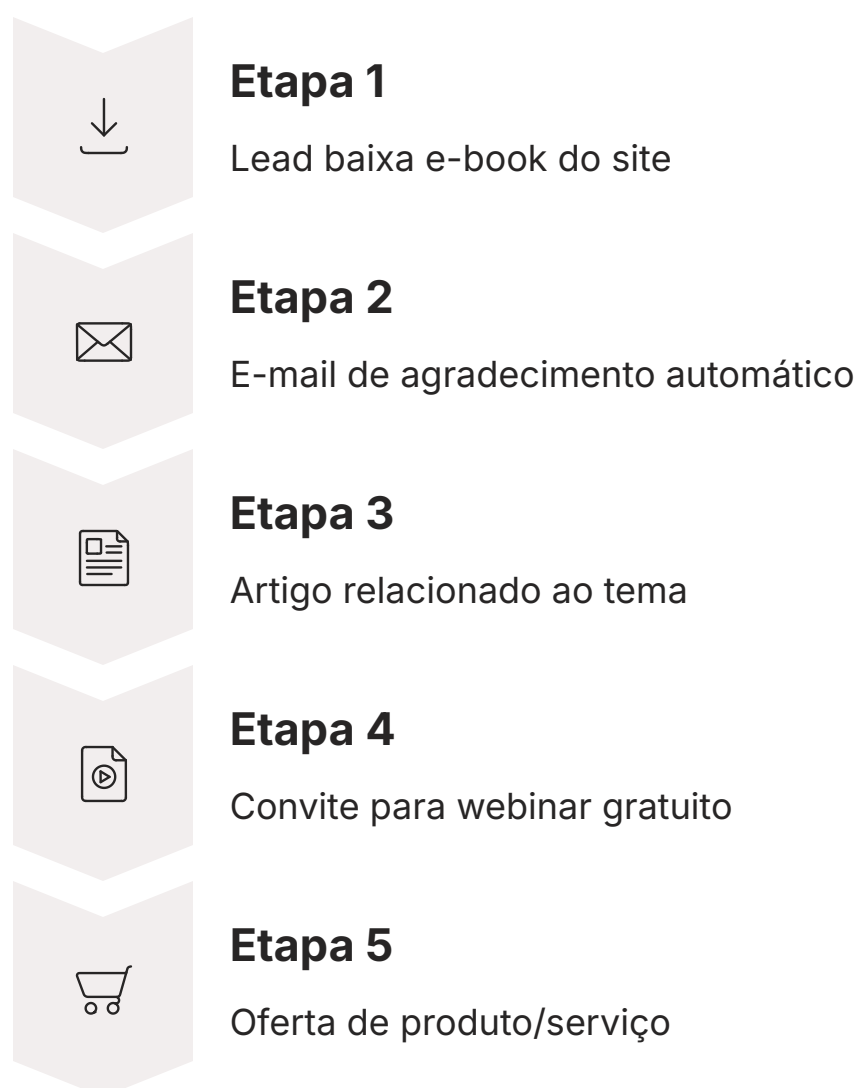 Etapa 1
Lead baixa e-book do site
Etapa 2
E-mail de agradecimento automático
Etapa 3
Artigo relacionado ao tema
Etapa 4
Convite para webinar gratuito
Etapa 5
Oferta de produto/serviço